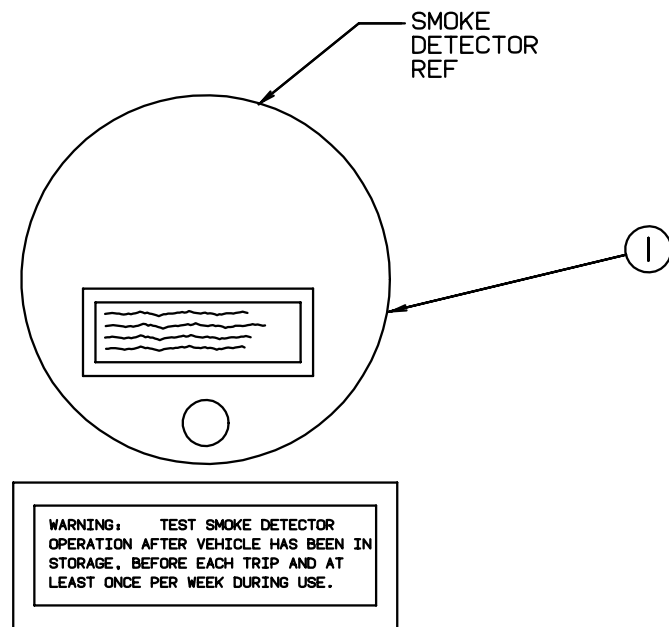 SMOKE
DETECTOR
REF
1
WARNING: TEST SMOKE DETECTOR
OPERATION AFTER VEHICLE HAS BEEN IN
STORAGE, BEFORE EACH TRIP AND AT
LEAST ONCE PER WEEK DURING USE.